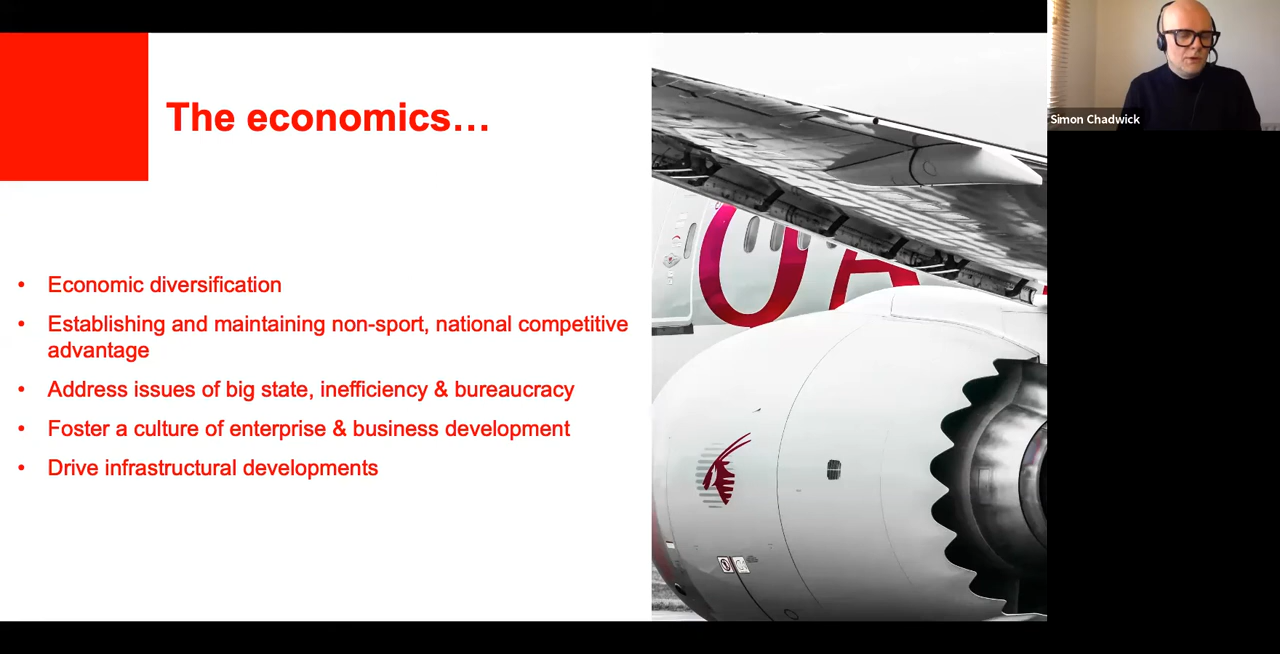 The economics…
• Economic diversification
• Establishing and maintaining non-sport, national competitive
advantage
• Address issues of big state, inefficiency & bureaucracy
• Foster a culture of enterprise & business development
• Drive infrastructural developments
QA
Simon Chadwick